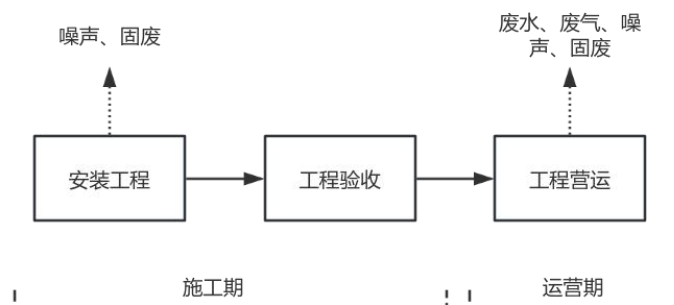 噪声、固废
废水、废气、噪
声、固废
安装工程
工程验收
工程营运
施工期
运营期